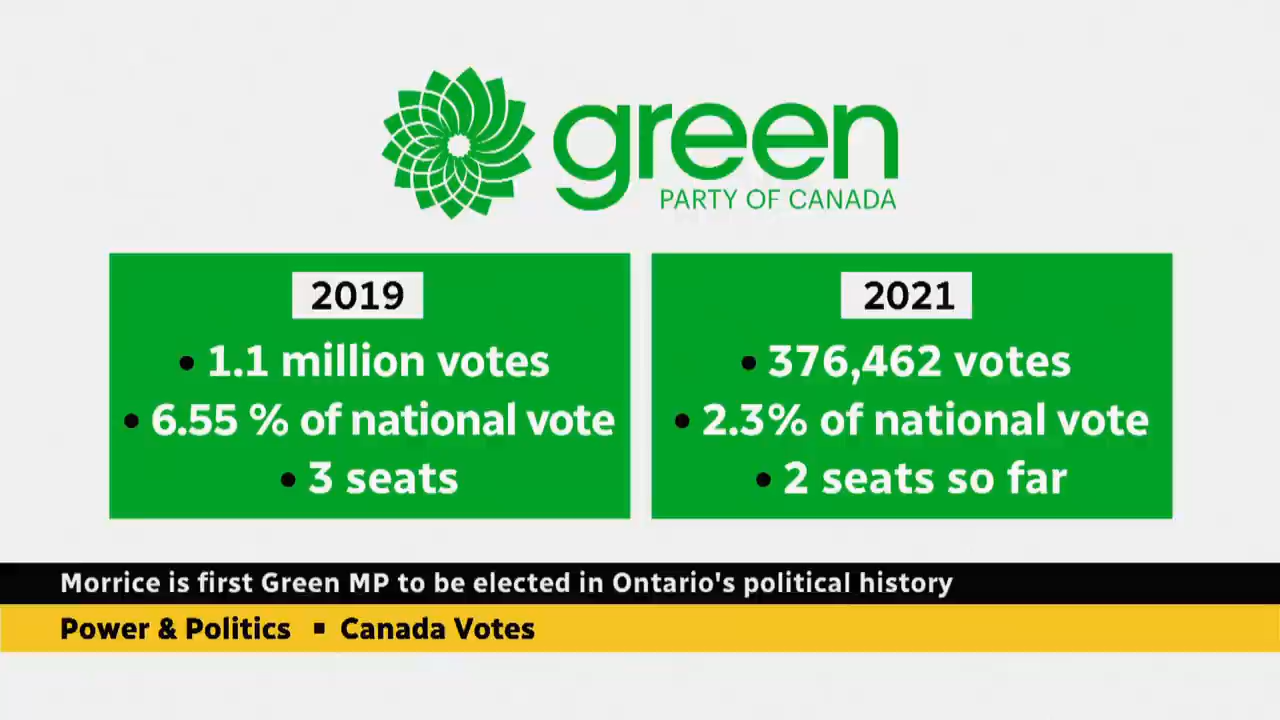 green
PARTY OF CANADA
2019
• 1.1 million votes
• 6.55 % of national vote
• 3 seats
2021
• 376,462 votes
• 2.3% of national vote
• 2 seats so far
Morrice is first Green MP to be elected in Ontario's political history
Power & Politics ▪ Canada Votes